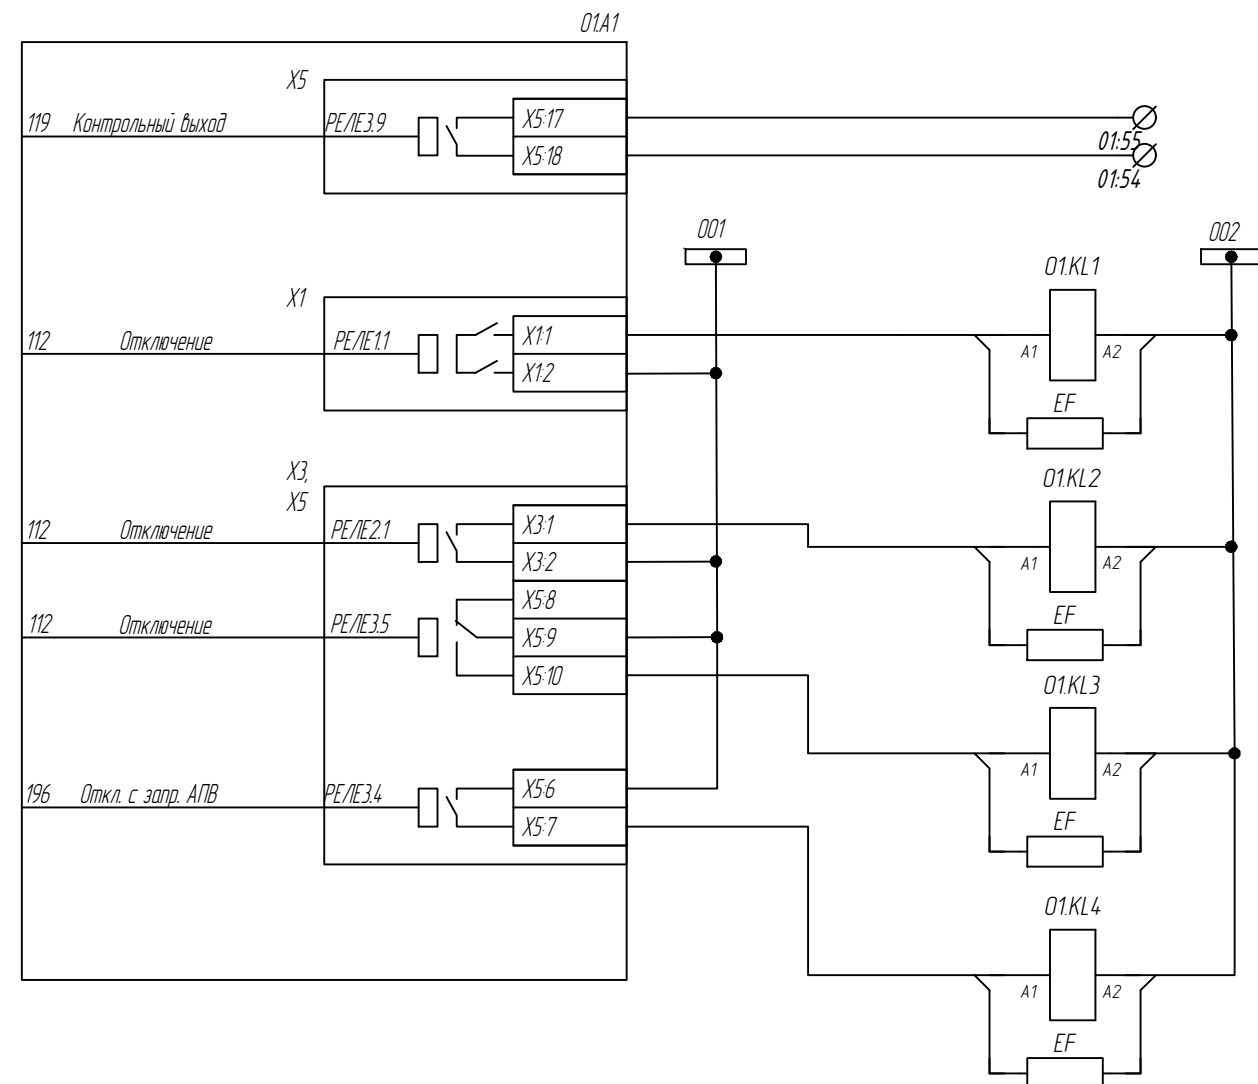 01.A1
X5
119 Контрольный выход РЕЛЕ3.9 X5:17
X5:18
01:55
01:54
001
002
X1
01.KL1
112 Отключение РЕЛЕ1.1 X1:1
X1:2
A1 A2
EF
X3,
X5
01.KL2
112 Отключение РЕЛЕ2.1 X3:1
X3:2
A1 A2
X5:8
EF
112 Отключение РЕЛЕ3.5 X5:9
X5:10
01.KL3
A1 A2
196 Откл. с запр. АПВ РЕЛЕ3.4 X5:6
X5:7
EF
01.KL4
A1 A2
EF